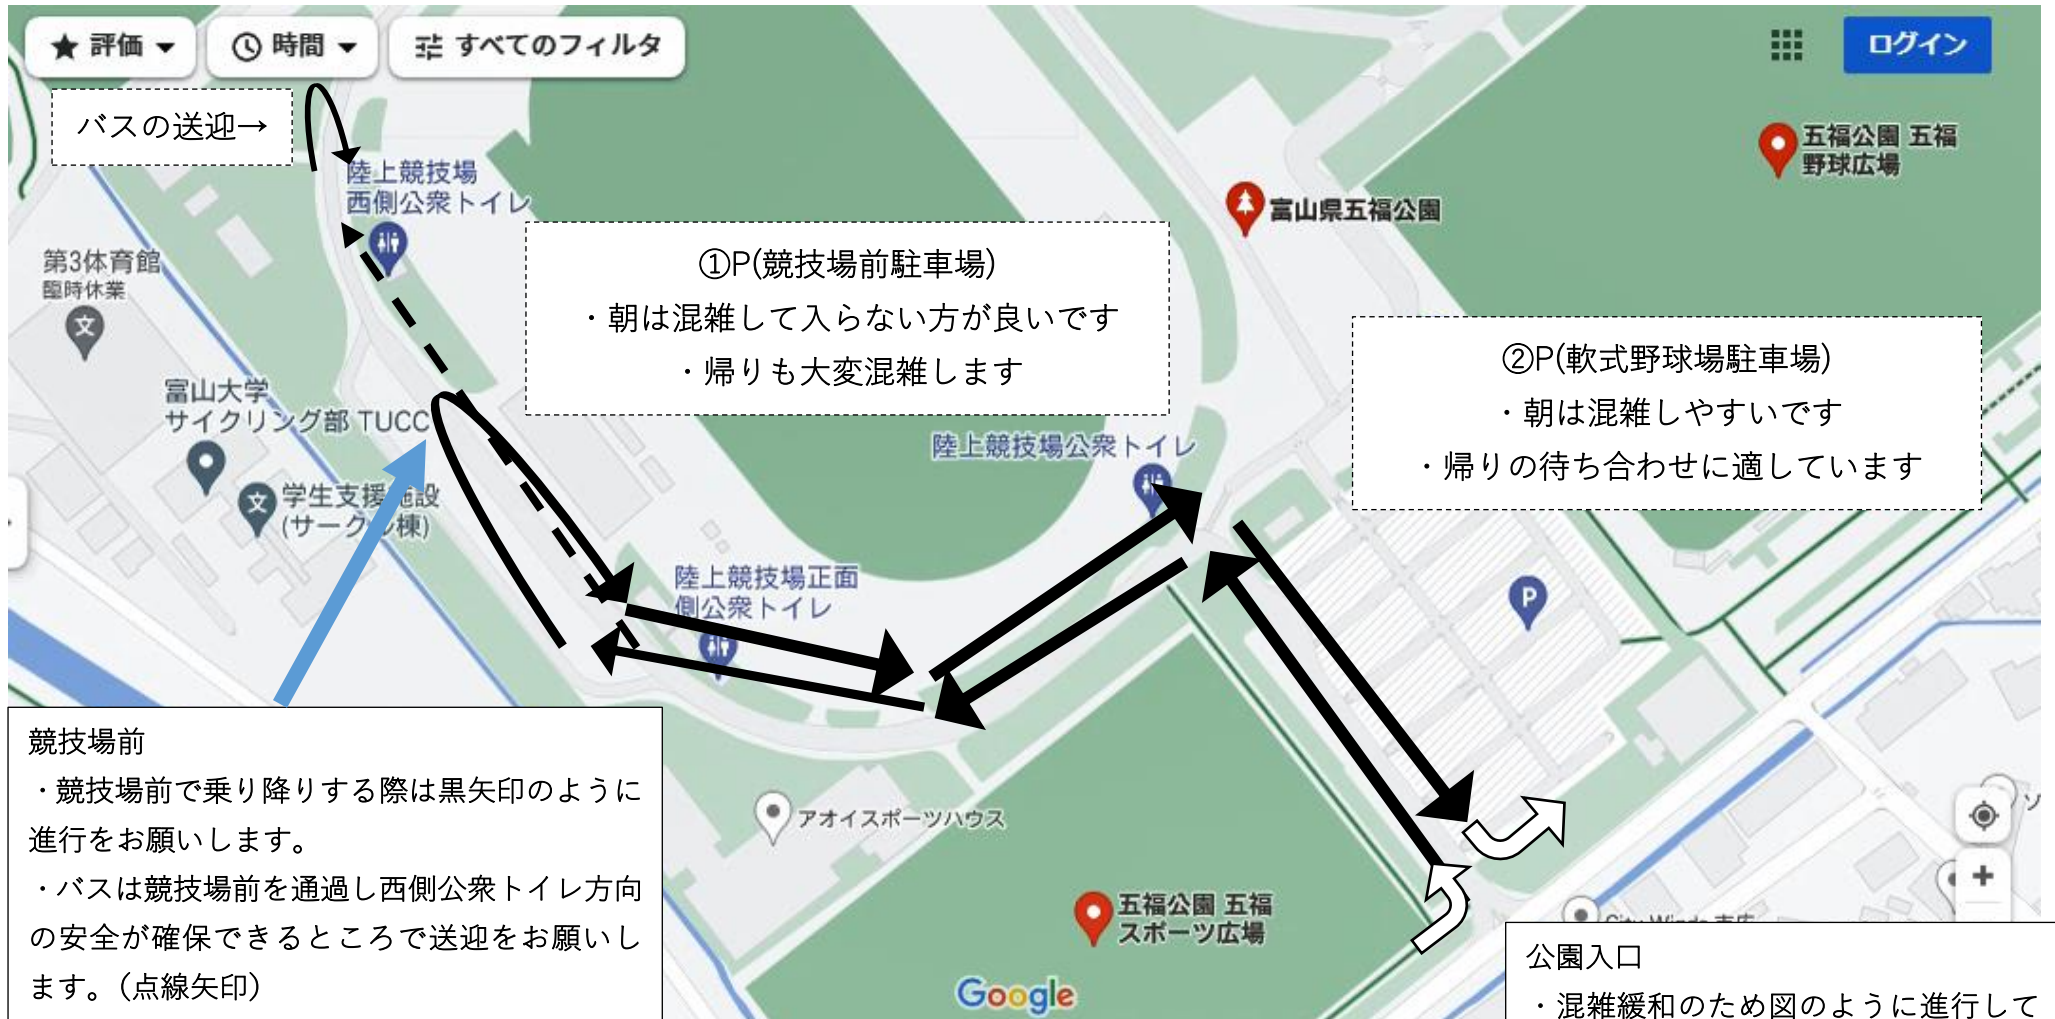 評価
時間
すべてのフィルタ
ログイン
バスの送迎→
陸上競技場
西側公衆トイレ
五福公園 五福
野球広場
富山県五福公園
第3体育館
臨時休業
①P(競技場前駐車場)
・朝は混雑して入らない方が良いです
・帰りも大変混雑します
②P(軟式野球場駐車場)
・朝は混雑しやすいです
・帰りの待ち合わせに適しています
富山大学
サイクリング部 TUCC
陸上競技場公衆トイレ
学生支援施設
(サークル棟)
P
陸上競技場正面
側公衆トイレ
競技場前
・競技場前で乗り降りする際は黒矢印のように
進行をお願いします。
・バスは競技場前を通過し西側公衆トイレ方向
の安全が確保できるところで送迎をお願いし
ます。(点線矢印)
アオイスポーツハウス
五福公園 五福
スポーツ広場
Google
公園入口
・混雑緩和のため図のように進行して